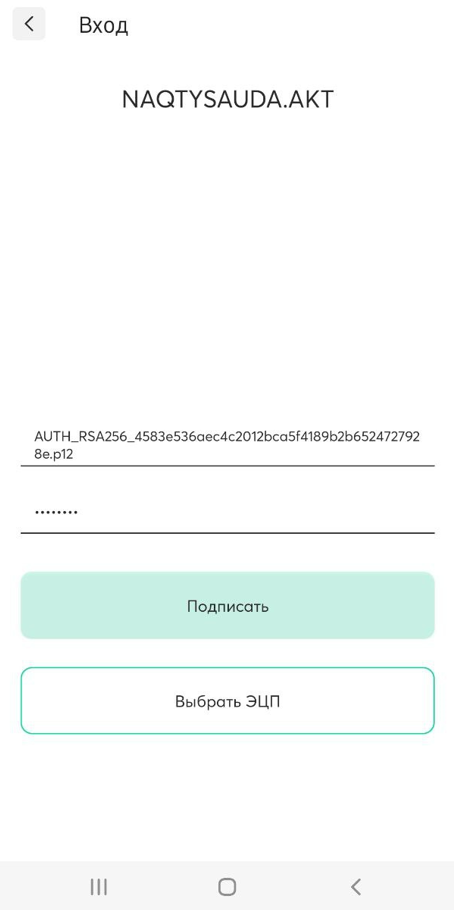 Вход
NAQTYSAUDA.AKT
AUTH_RSA256_4583e536aec4c2012bca5f4189b2b652472792
8e.p12
........
Подписать
Выбрать ЭЦП